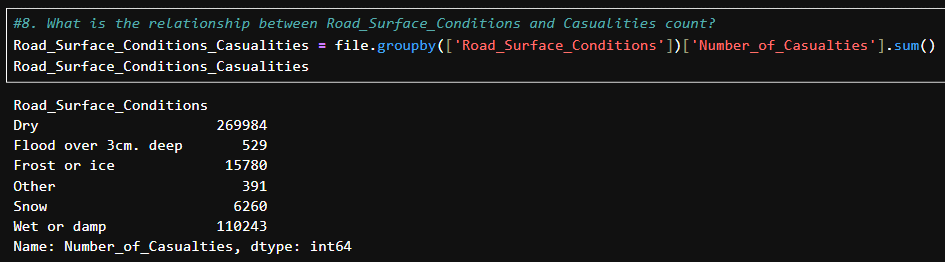 #8. What is the relationship between Road_Surface_Conditions and Casualities count?
Road_Surface_Conditions_Casualities = file.groupby(['Road_Surface_Conditions'])['Number_of_Casualties'].sum()
Road_Surface_Conditions_Casualities
Road_Surface_Conditions
Dry                        269984
Flood over 3cm. deep          529
Frost or ice                15780
Other                         391
Snow                         6260
Wet or damp                110243
Name: Number_of_Casualties, dtype: int64